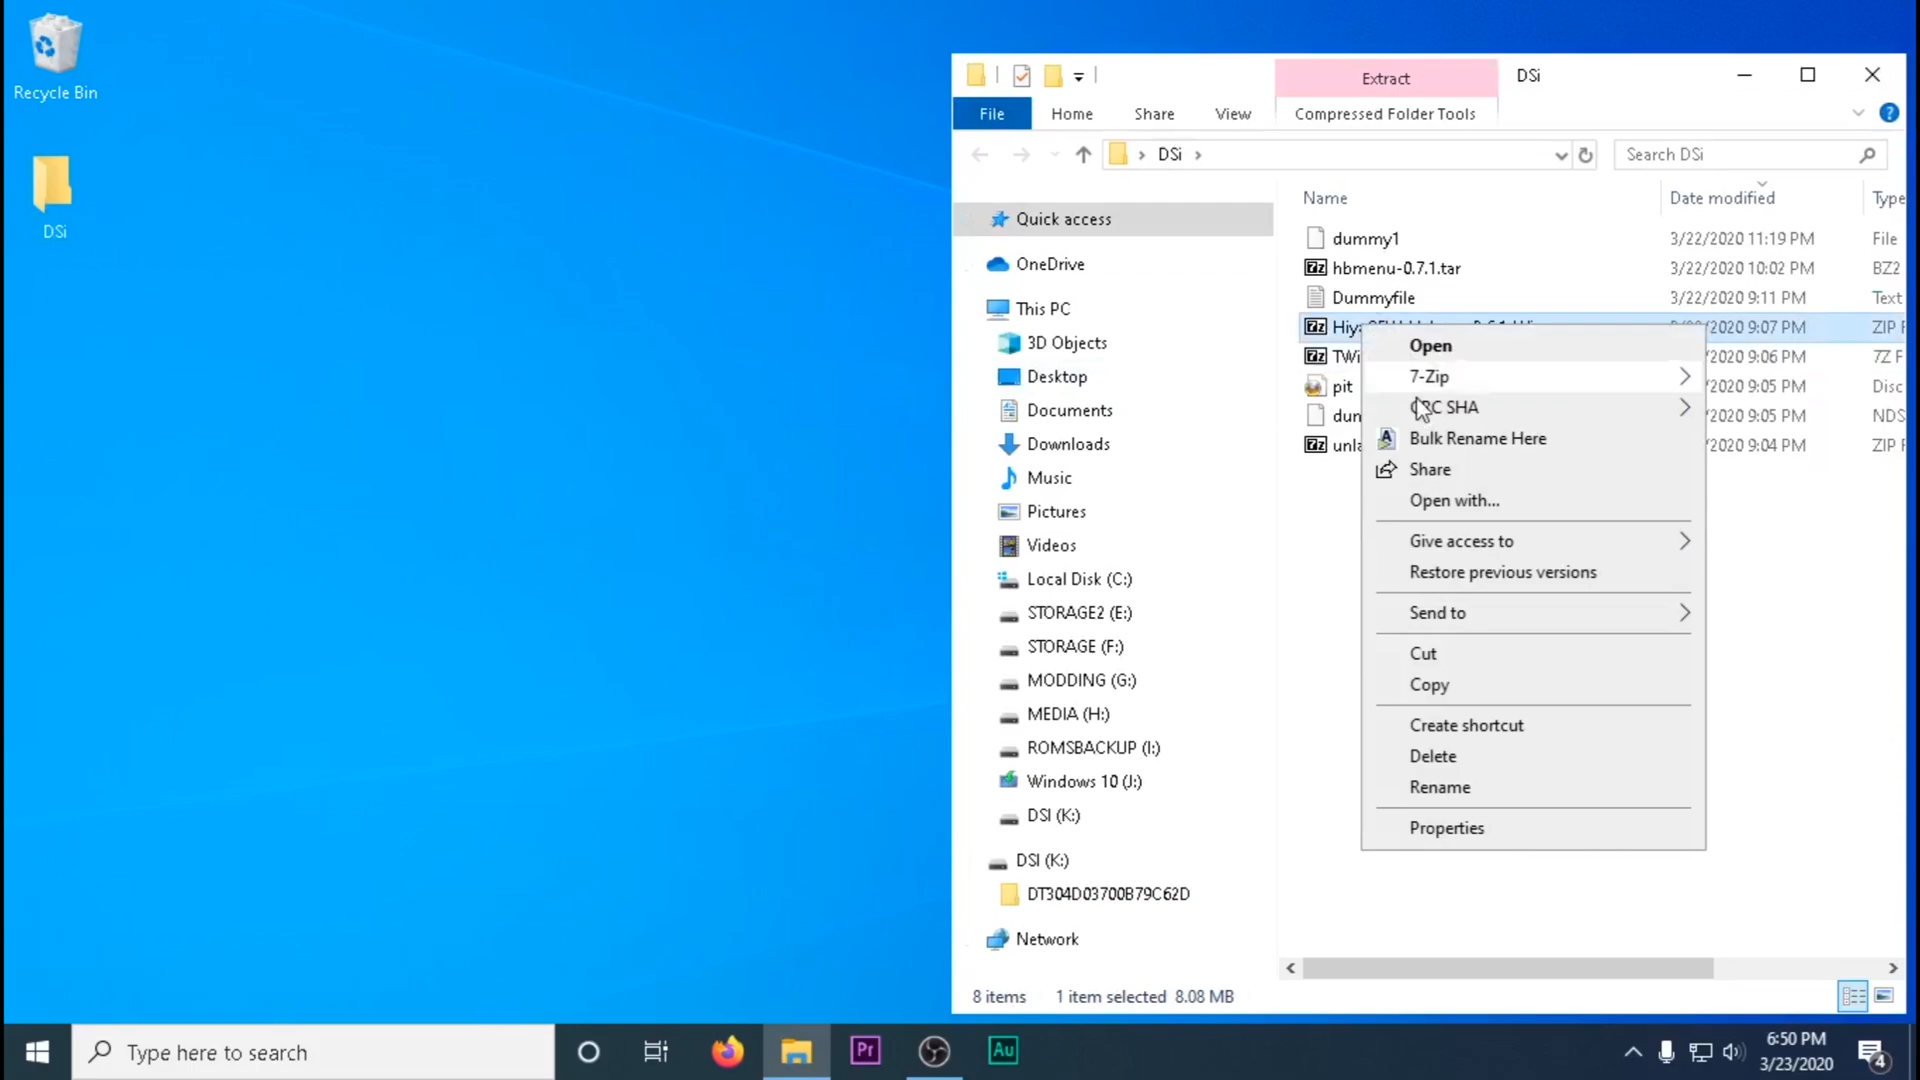 Recycle Bin
DSi
Extract
DSi
File
Home
Share
View
Compressed Folder Tools
DSi
Search DSi
Name
Date modified
Type
Quick access
OneDrive
This PC
3D Objects
Desktop
Documents
Downloads
Music
Pictures
Videos
Local Disk (C:)
STORAGE2 (E:)
STORAGE (F:)
MODDING (G:)
MEDIA (H:)
ROMSBACKUP (I:)
Windows 10 (J:)
DSI (K:)
DSI (K:)
DT304D03700B79C62D
Network
dummy1 3/22/2020 11:19 PM File
hbmenu-0.7.1.tar 3/22/2020 10:02 PM BZ2
Dummyfile 3/22/2020 9:11 PM Text
/2020 9:07 PM ZIP F
TWi /2020 9:06 PM 7Z F
pit /2020 9:05 PM Disc
dun /2020 9:05 PM NDS
unla /2020 9:04 PM ZIP F
Open
7-Zip
CRC SHA
Bulk Rename Here
Share
Open with...
Give access to
Restore previous versions
Send to
Cut
Copy
Create shortcut
Delete
Rename
Properties
8 items 1 item selected 8.08 MB
Type here to search
Pr
Au
6:50 PM
3/23/2020
4